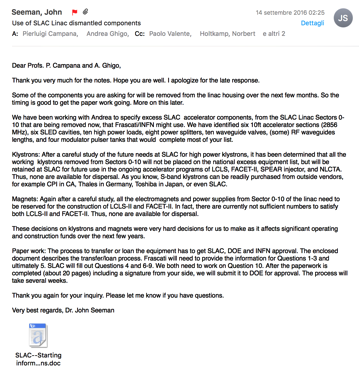 Seeman, John
14 settembre 2016 02:25
Use of SLAC Linac dismantled components
Dettagli
JS
A: Pierluigi Campana, Andrea Ghigo, Cc: Paolo Valente, Holtkamp, Norbert e altri 2
Dear Profs. P. Campana and A. Ghigo,
Thank you very much for the notes. Hope you are well. I apologize for the late response.
Some of the components you are asking for will be removed from the linac housing over the next few months. So the
timing is good to get the paper work going. More on this later.
We have been working with Andrea to specify excess SLAC accelerator components, from the SLAC Linac Sectors 0-
10 that are being removed now, that Frascati/INFN might use. We have identified six 10ft accelerator sections (2856
MHz), six SLED cavities, ten high power loads, eight power splitters, ten waveguide valves, (some) RF waveguides
lengths, and four modulator pulser tanks that would complete most of your list.
Klystrons: After a careful study of the future needs at SLAC for high power klystrons, it has been determined that all the
working klystrons removed from Sectors 0-10 will not be placed on the national excess equipment list, but will be
retained at SLAC for future use in the ongoing accelerator programs of LCLS, FACET-II, SPEAR injector, and NLCTA.
Thus, none are available for dispersal. As you know, S-band klystrons can be readily purchased from outside vendors,
for example CPI in CA, Thales in Germany, Toshiba in Japan, or even SLAC.
Magnets: Again after a careful study, all the electromagnets and power supplies from Sector 0-10 of the linac need to
be reserved for the construction of LCLS-II and FACET-II. In fact, there are currently not sufficient numbers to satisfy
both LCLS-II and FACET-II. Thus, none are available for dispersal.
These decisions on klystrons and magnets were very hard decisions for us to make as it affects significant operating
and construction funds over the next few years.
Paper work: The process to transfer or loan the equipment has to get SLAC, DOE and INFN approval. The enclosed
document describes the transfer/loan process. Frascati will need to provide the information for Questions 1-3 and
ultimately 5. SLAC will fill out Questions 4 and 6-9. We both need to work on Question 10. After the paperwork is
completed (about 20 pages) including a signature from your side, we will submit it to DOE for approval. The process will
take several weeks.
Thank you again for your inquiry. Please let me know if you have questions.
Very best regards, Dr. John Seeman
SLAC--Starting
inform...ns.doc